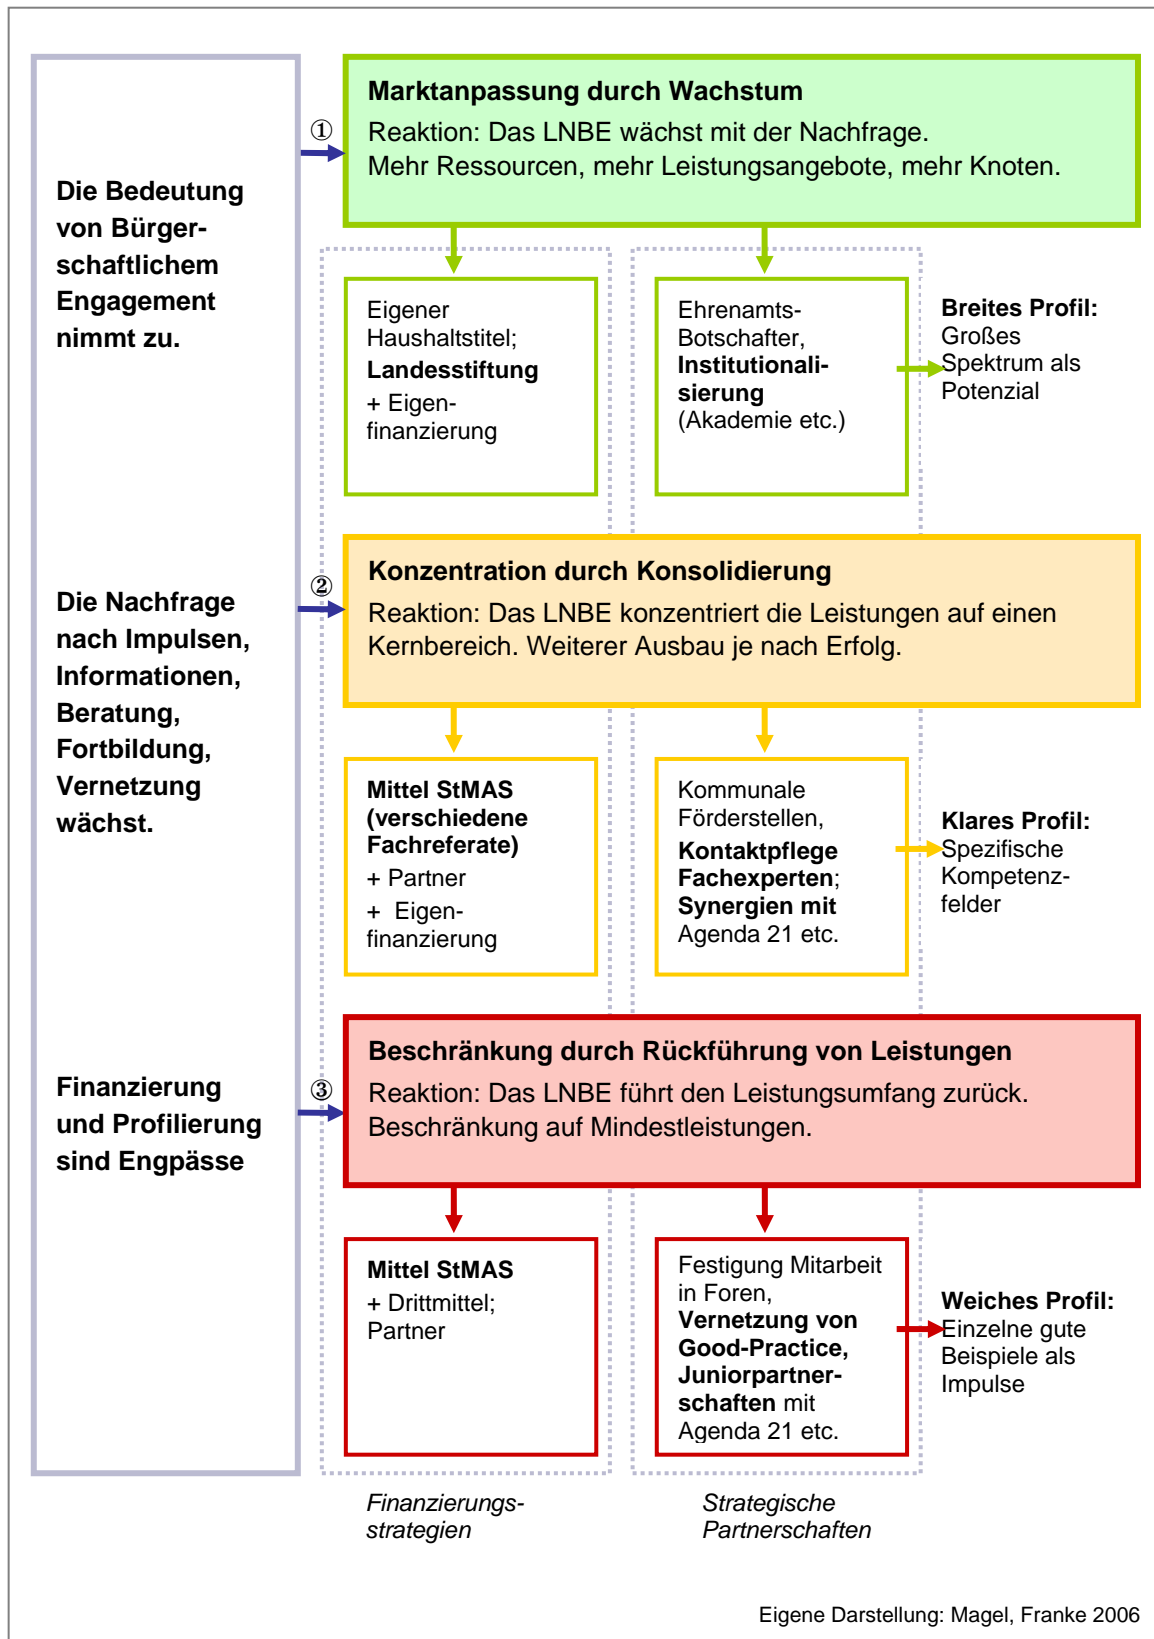 Die Bedeutung
von Bürger-
schaftlichem
Engagement
nimmt zu.
Die Nachfrage
nach Impulsen,
Informationen,
Beratung,
Fortbildung,
Vernetzung
wächst.
Finanzierung
und Profilierung
sind Engpässe
①
Marktanpassung durch Wachstum
Reaktion: Das LNBE wächst mit der Nachfrage.
Mehr Ressourcen, mehr Leistungsangebote, mehr Knoten.
Eigener
Haushaltstitel;
Landesstiftung
+ Eigen-
finanzierung
Ehrenamts-
Botschafter,
Institutionali-
sierung
(Akademie etc.)
Breites Profil:
Großes
Spektrum als
Potenzial
②
Konzentration durch Konsolidierung
Reaktion: Das LNBE konzentriert die Leistungen auf einen
Kernbereich. Weiterer Ausbau je nach Erfolg.
Mittel StMAS
(verschiedene
Fachreferate)
+ Partner
+ Eigen-
finanzierung
Kommunale
Förderstellen,
Kontaktpflege
Fachexperten;
Synergien mit
Agenda 21 etc.
Klares Profil:
Spezifische
Kompetenz-
felder
③
Beschränkung durch Rückführung von Leistungen
Reaktion: Das LNBE führt den Leistungsumfang zurück.
Beschränkung auf Mindestleistungen.
Mittel StMAS
+ Drittmittel;
Partner
Festigung Mitarbeit
in Foren,
Vernetzung von
Good-Practice,
Juniorpartner-
schaften mit
Agenda 21 etc.
Weiches Profil:
Einzelne gute
Beispiele als
Impulse
Finanzierungs-
strategien
Strategische
Partnerschaften
Eigene Darstellung: Magel, Franke 2006